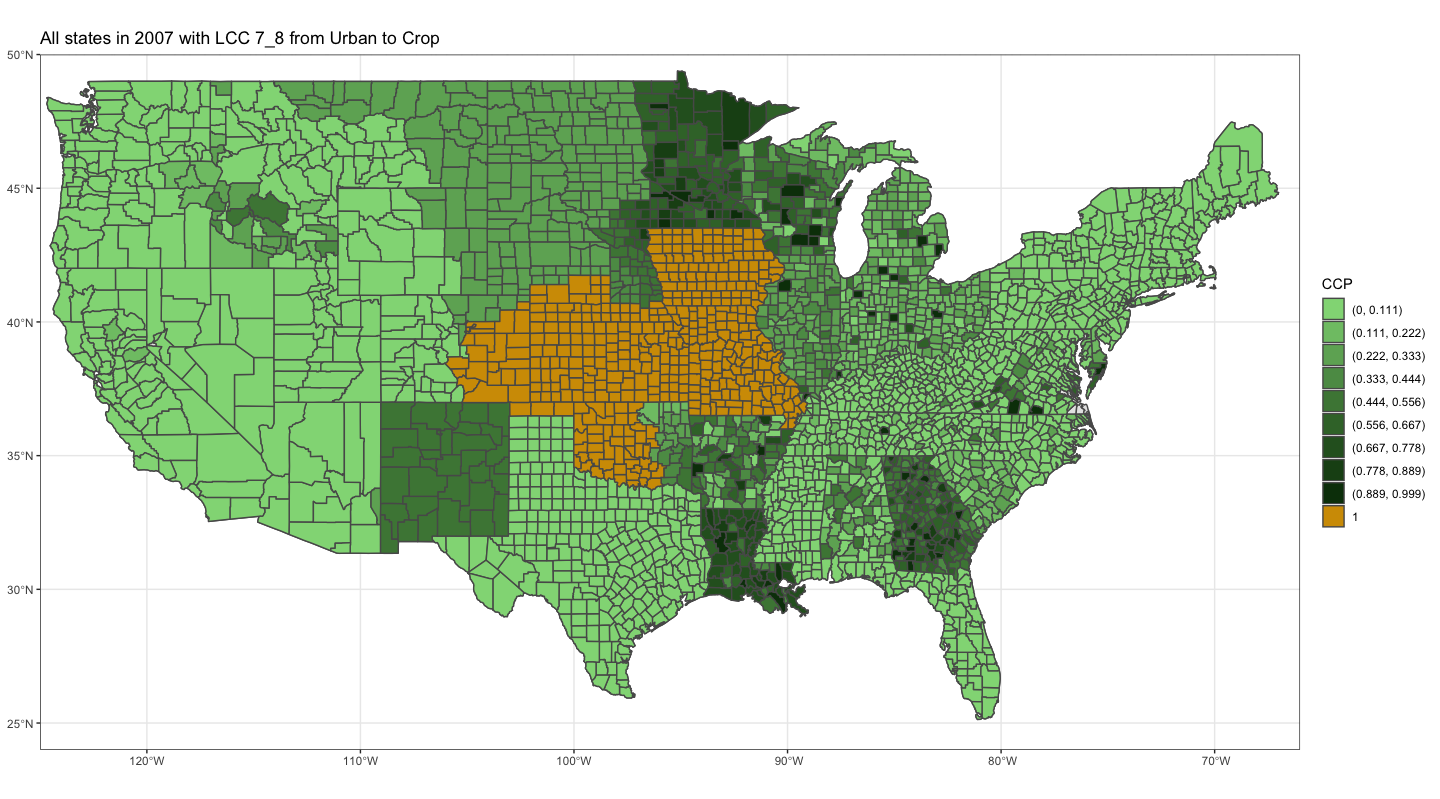 All states in 2007 with LCC 7_8 from Urban to Crop
50°N
45°N
40°N
35°N
30°N
25°N
120°W
110°W
100°W
90°W
80°W
70°W
CCP
(0, 0.111)
(0.111, 0.222)
(0.222, 0.333)
(0.333, 0.444)
(0.444, 0.556)
(0.556, 0.667)
(0.667, 0.778)
(0.778, 0.889)
(0.889, 0.999)
1